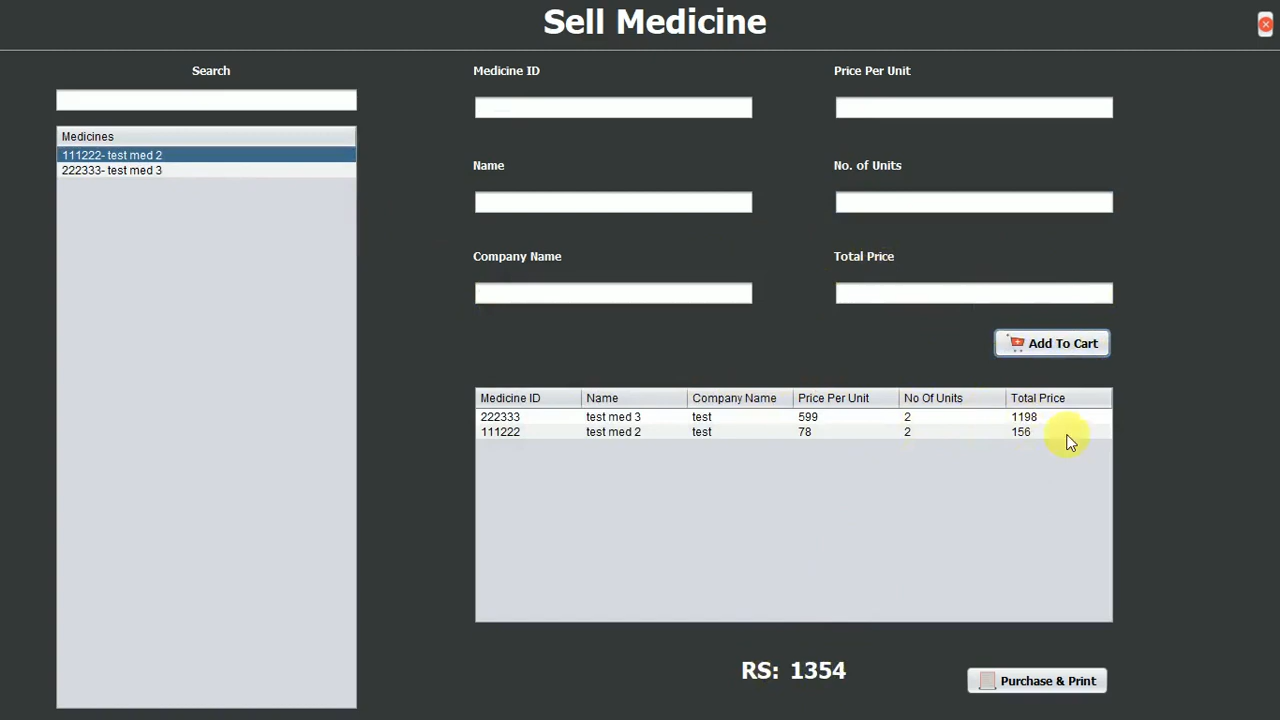 Sell Medicine
Search
Medicines
111222- test med 2
222333- test med 3
Medicine ID
Price Per Unit
Name
No. of Units
Company Name
Total Price
Add To Cart
Medicine ID Name Company Name Price Per Unit No Of Units Total Price
222333 test med 3 test 599 2 1198
111222 test med 2 test 78 2 156
RS: 1354
Purchase & Print